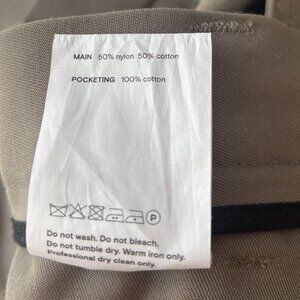 MAIN 50% nylon 50% cotton
POCKETING 100% cotton
P
Do not wash. Do not bleach.
Do not tumble dry. Warm iron only.
Professional dry clean only.